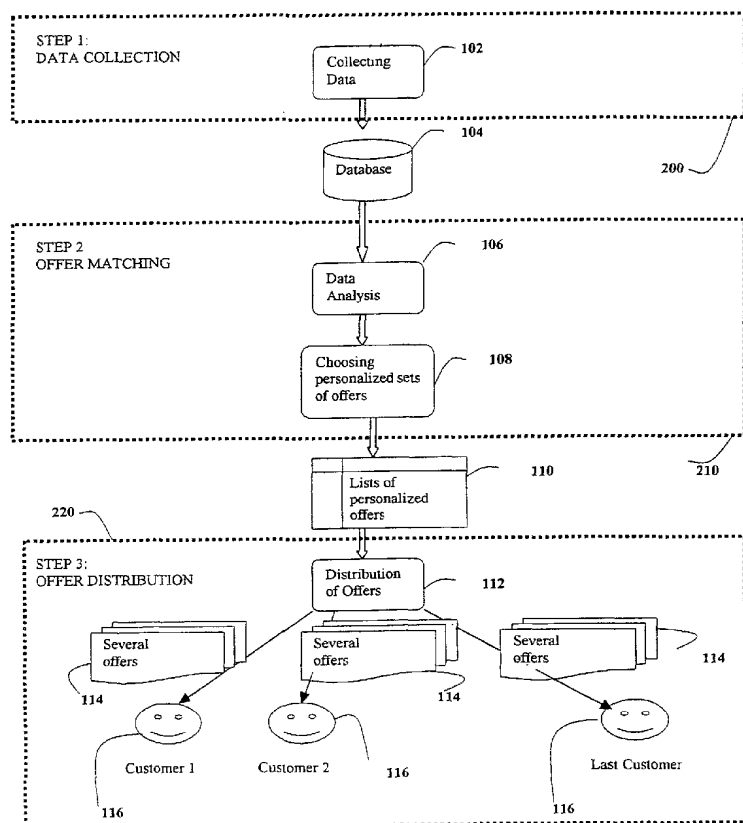 STEP 1:
DATA COLLECTION
102
Collecting
Data
104
Database
200
STEP 2
OFFER MATCHING
106
Data
Analysis
Choosing
personalized sets
of offers
108
210
110
Lists of
personalized
offers
220
STEP 3:
OFFER DISTRIBUTION
Distribution
of Offers
112
Several
offers
Several
offers
Several
offers
114
114
114
Customer 1
Customer 2
116
Last Customer
116
116